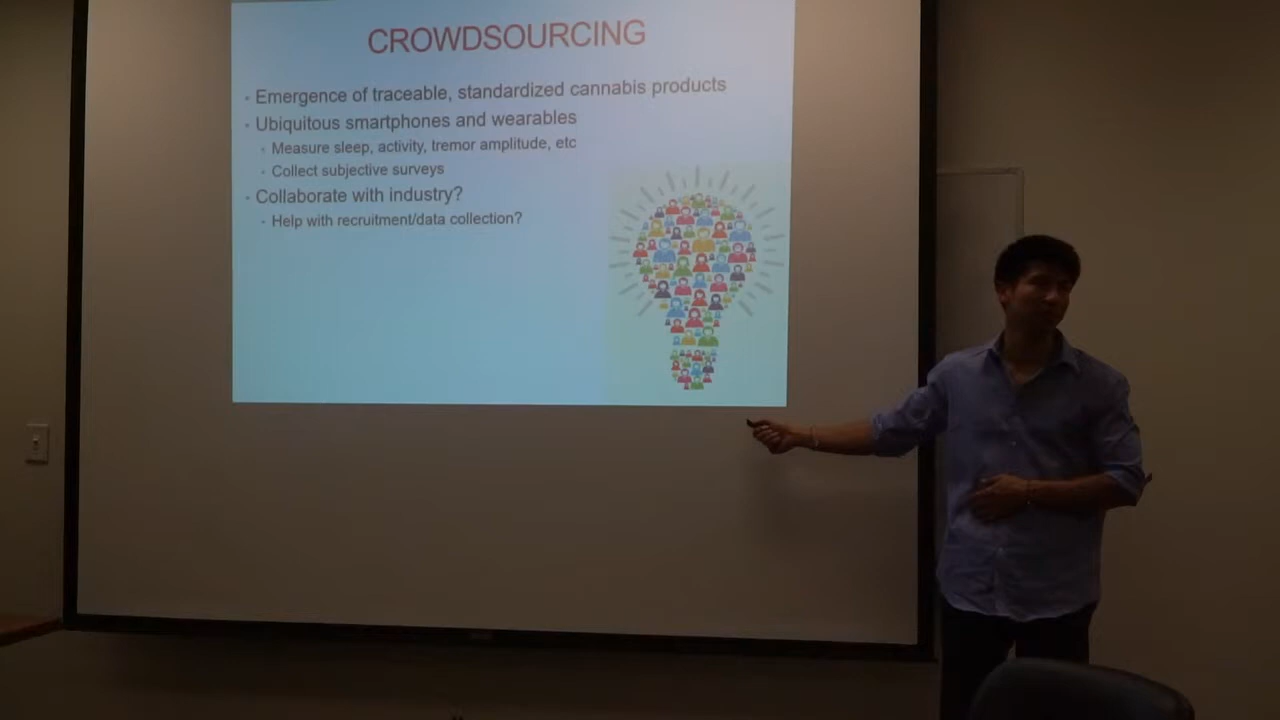 CROWDSOURCING
Emergence of traceable, standardized cannabis products
Ubiquitous smartphones and wearables
Measure sleep, activity, tremor amplitude, etc
Collect subjective surveys
Collaborate with industry?
Help with recruitment/data collection?